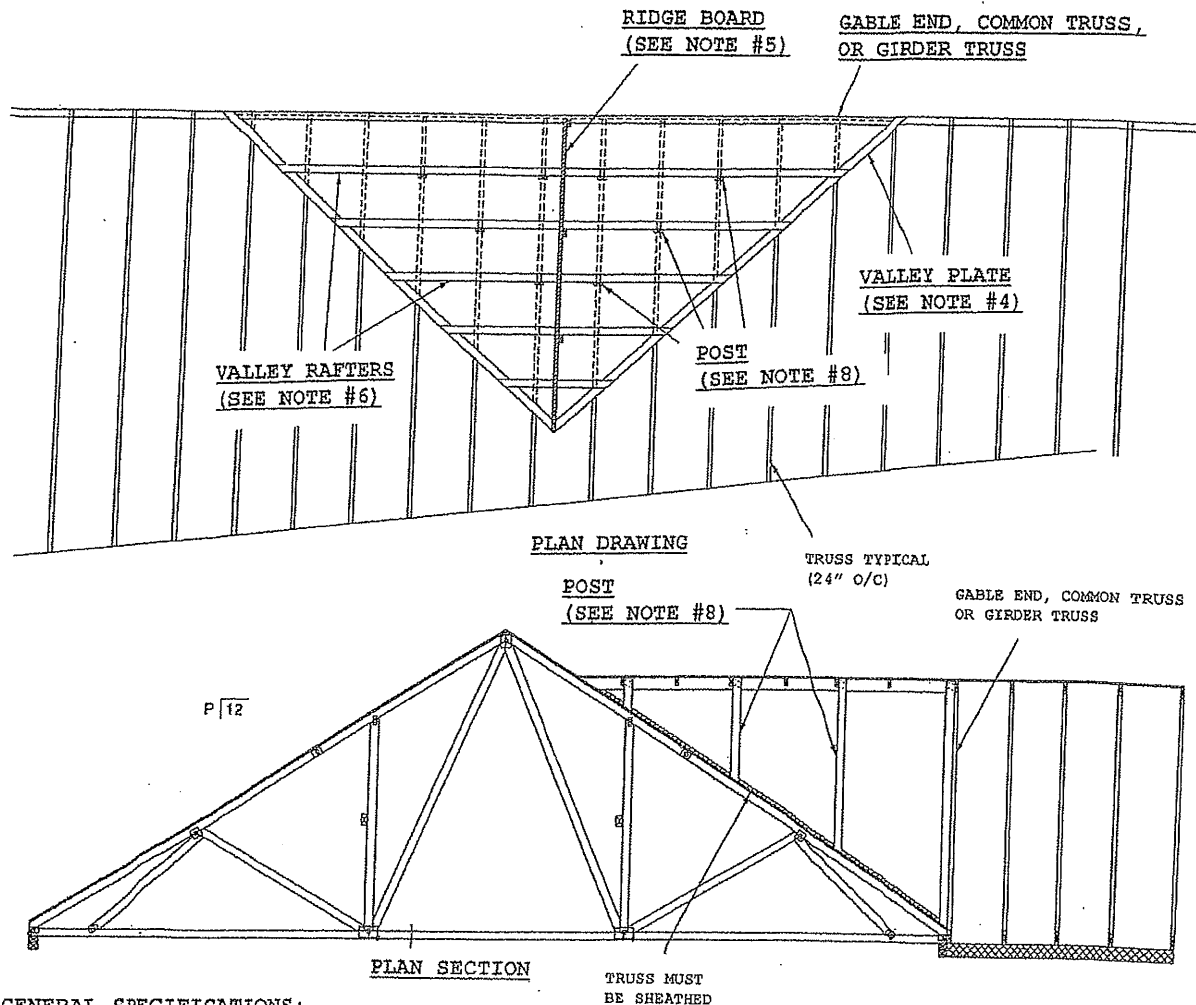 RIDGE BOARD
(SEE NOTE #5)
GABLE END, COMMON TRUSS,
OR GIRDER TRUSS
VALLEY PLATE
(SEE NOTE #4)
POST
(SEE NOTE #8)
VALLEY RAFTERS
(SEE NOTE #6)
PLAN DRAWING
TRUSS TYPICAL
(24" O/C)
POST
(SEE NOTE #8)
GABLE END, COMMON TRUSS
OR GIRDER TRUSS
P 12
PLAN SECTION
TRUSS MUST
BE SHEATHED
GENERAL SPECIFICATIONS: